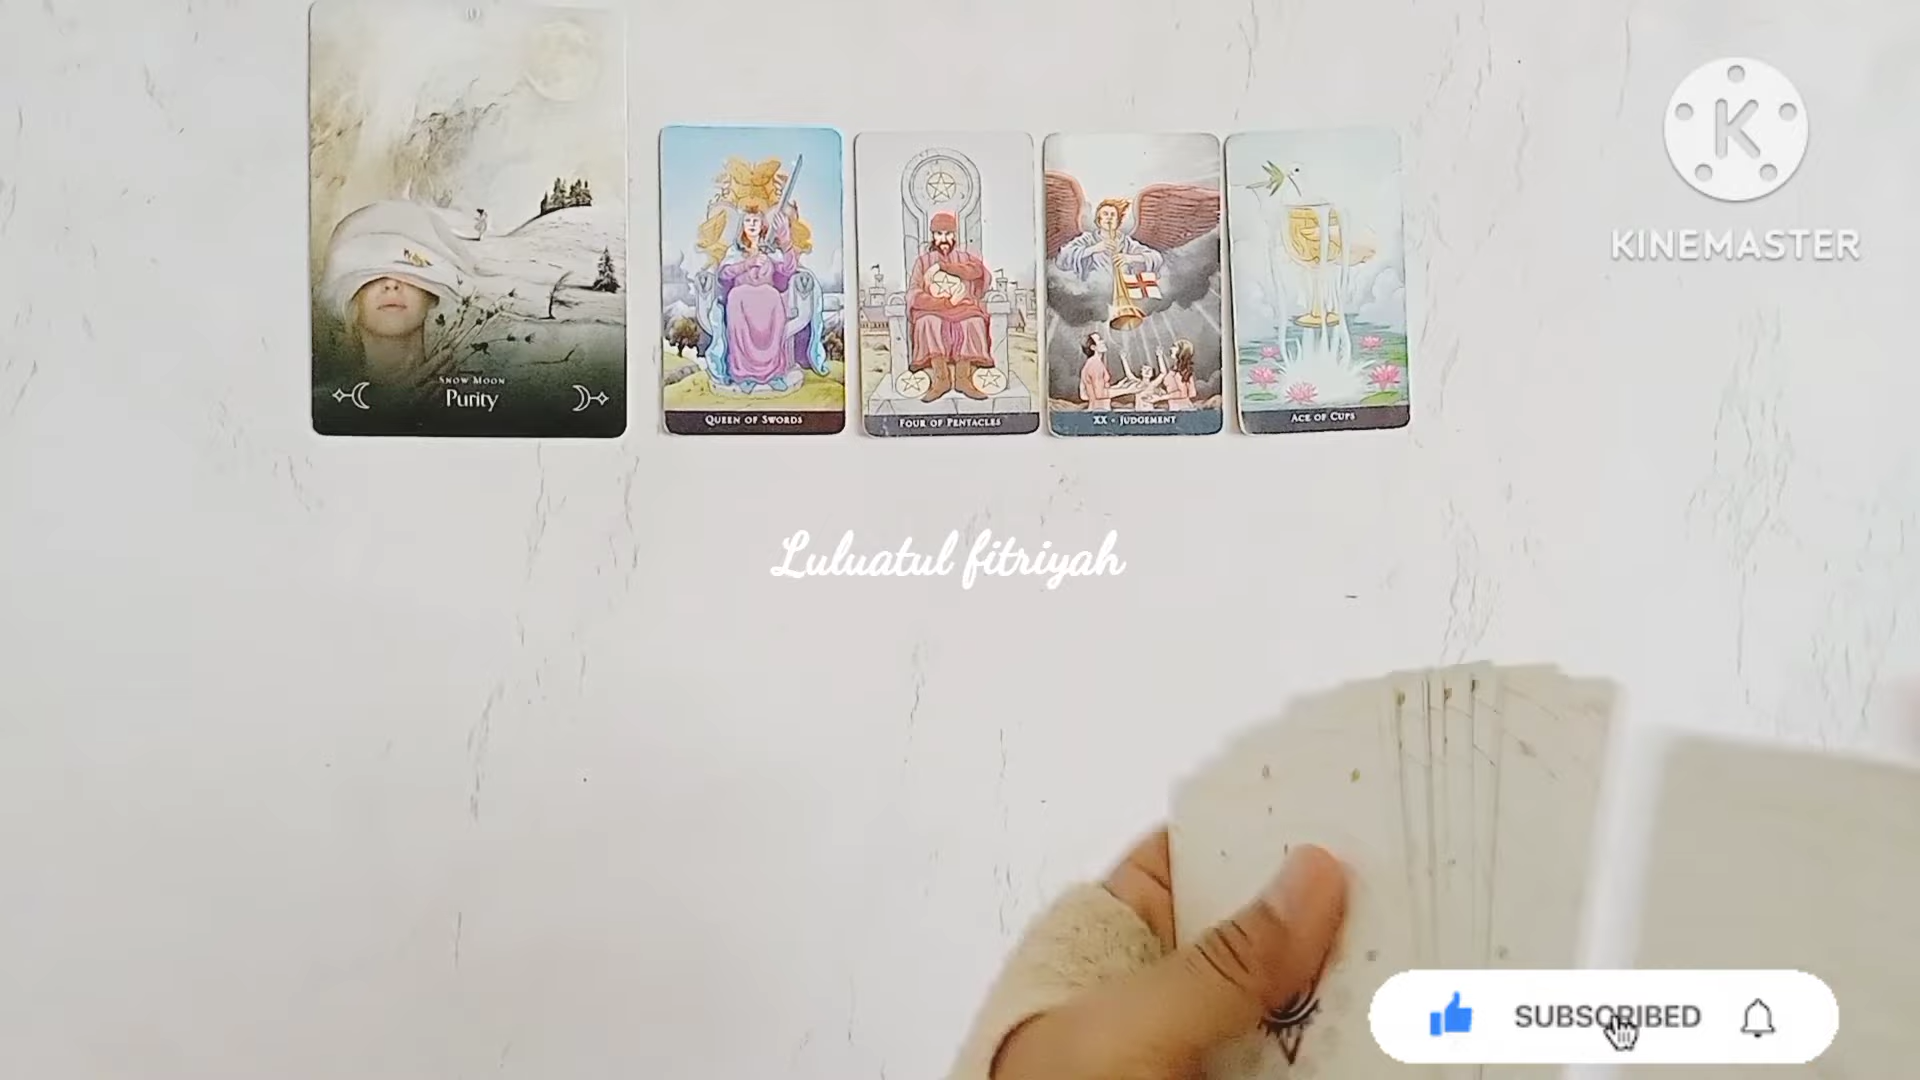 SNOW MOON
Purity
QUEEN OF SWORDS
FOUR OF PENTACLES
XX • JUDGEMENT
ACE OF CUPS
K
KINEMASTER
Luluatul fitriyah
SUBSCRIBED